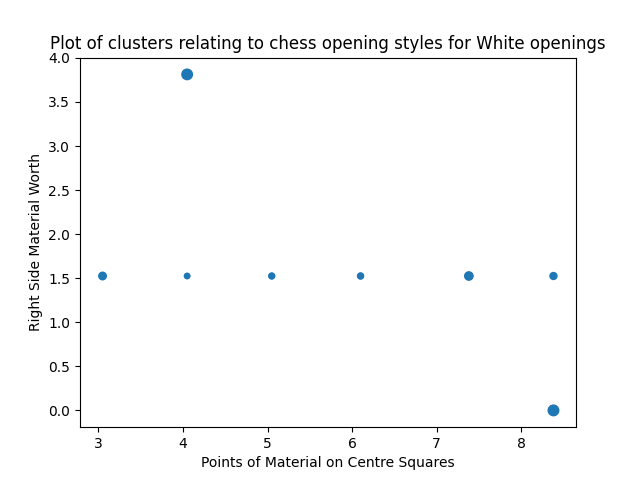 Plot of clusters relating to chess opening styles for White openings
4.0
3.5
3.0
2.5
2.0
1.5
1.0
0.5
0.0
Right Side Material Worth
3 4 5 6 7 8
Points of Material on Centre Squares